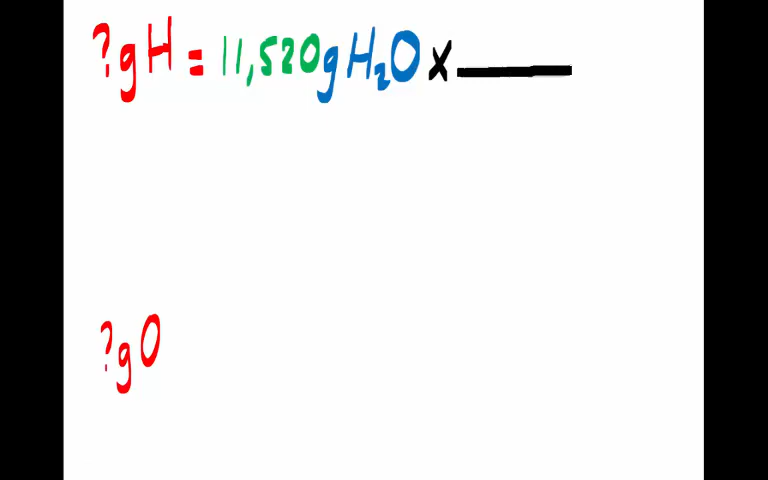 ?gH = 11,520g H₂O x ____
?gO